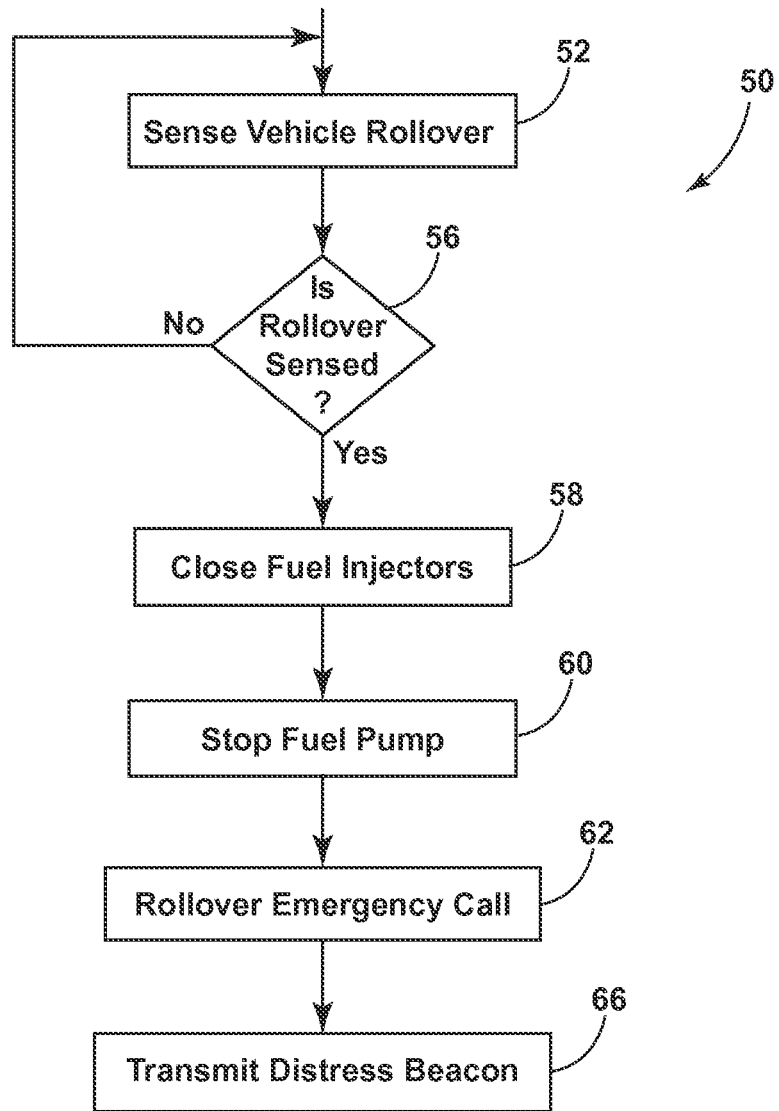 52
50
Sense Vehicle Rollover
56
Is
Rollover
Sensed
?
No
Yes
58
Close Fuel Injectors
60
Stop Fuel Pump
62
Rollover Emergency Call
66
Transmit Distress Beacon